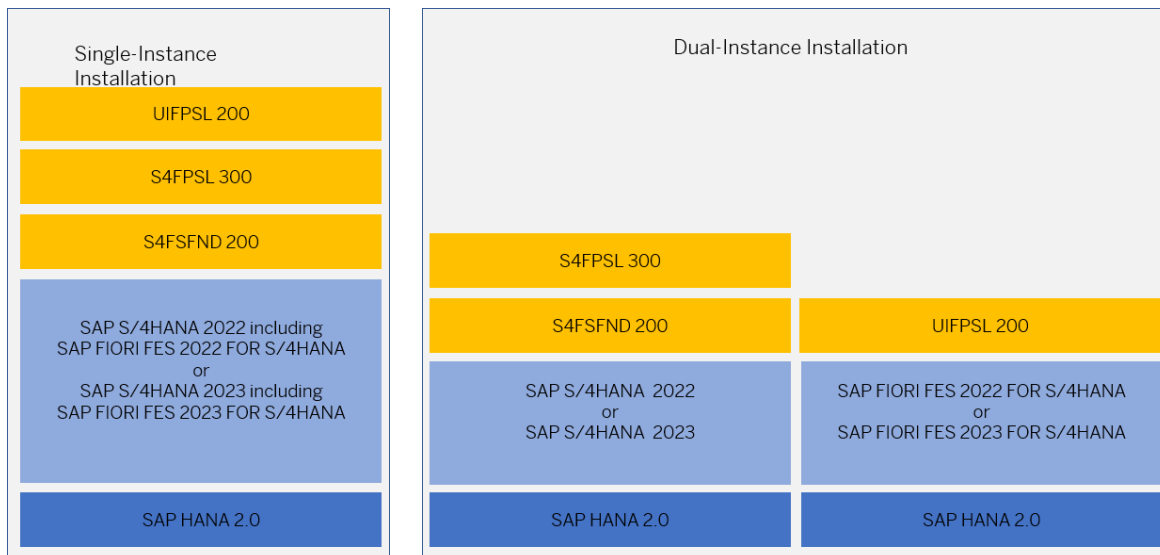 Single-Instance
Installation
UIFPSL 200
S4FPSL 300
S4FSFND 200
SAP S/4HANA 2022 including
SAP FIORI FES 2022 FOR S/4HANA
or
SAP S/4HANA 2023 including
SAP FIORI FES 2023 FOR S/4HANA
SAP HANA 2.0
Dual-Instance Installation
S4FPSL 300
S4FSFND 200
SAP S/4HANA  2022
or
SAP S/4HANA  2023
SAP HANA 2.0
UIFPSL 200
SAP FIORI FES 2022 FOR S/4HANA
or
SAP FIORI FES 2023 FOR S/4HANA
SAP HANA 2.0